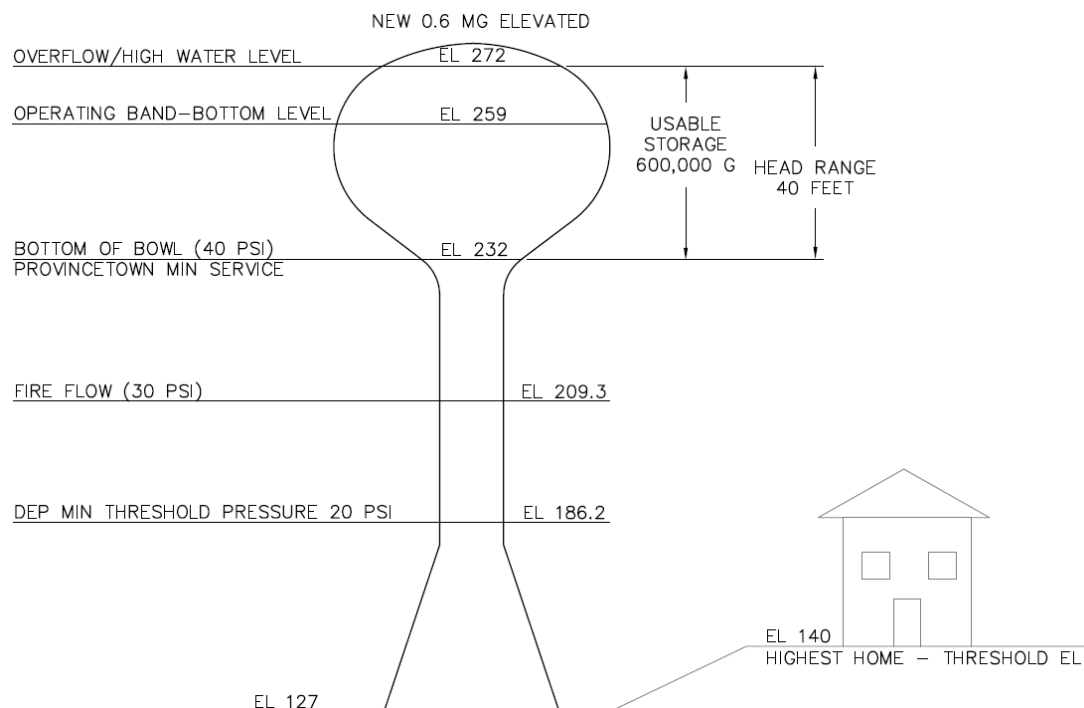 NEW 0.6 MG ELEVATED
OVERFLOW/HIGH WATER LEVEL
EL 272
OPERATING BAND-BOTTOM LEVEL
EL 259
USABLE
STORAGE
600,000 G
HEAD RANGE
40 FEET
BOTTOM OF BOWL (40 PSI)
EL 232
PROVINCETOWN MIN SERVICE
FIRE FLOW (30 PSI)
EL 209.3
DEP MIN THRESHOLD PRESSURE 20 PSI
EL 186.2
EL 140
HIGHEST HOME - THRESHOLD EL
EL 127